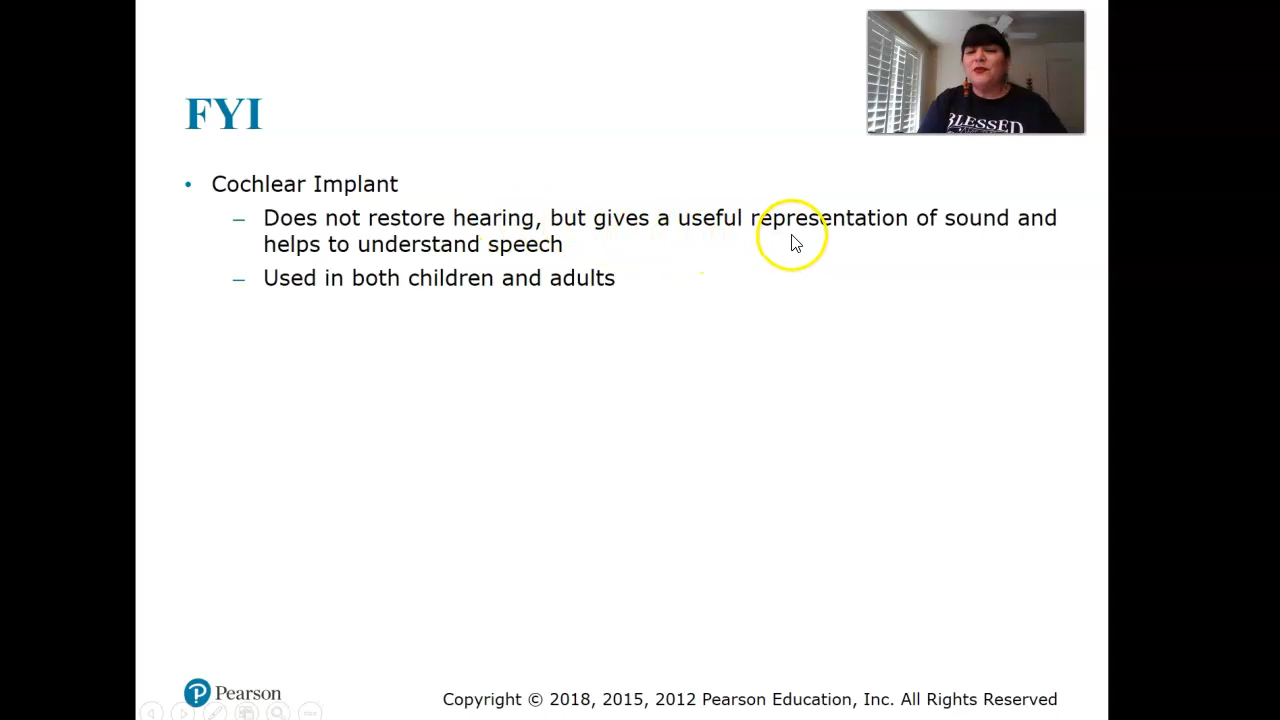 BLESSED
FYI
• Cochlear Implant
– Does not restore hearing, but gives a useful representation of sound and
helps to understand speech
– Used in both children and adults
Pearson
Copyright © 2018, 2015, 2012 Pearson Education, Inc. All Rights Reserved